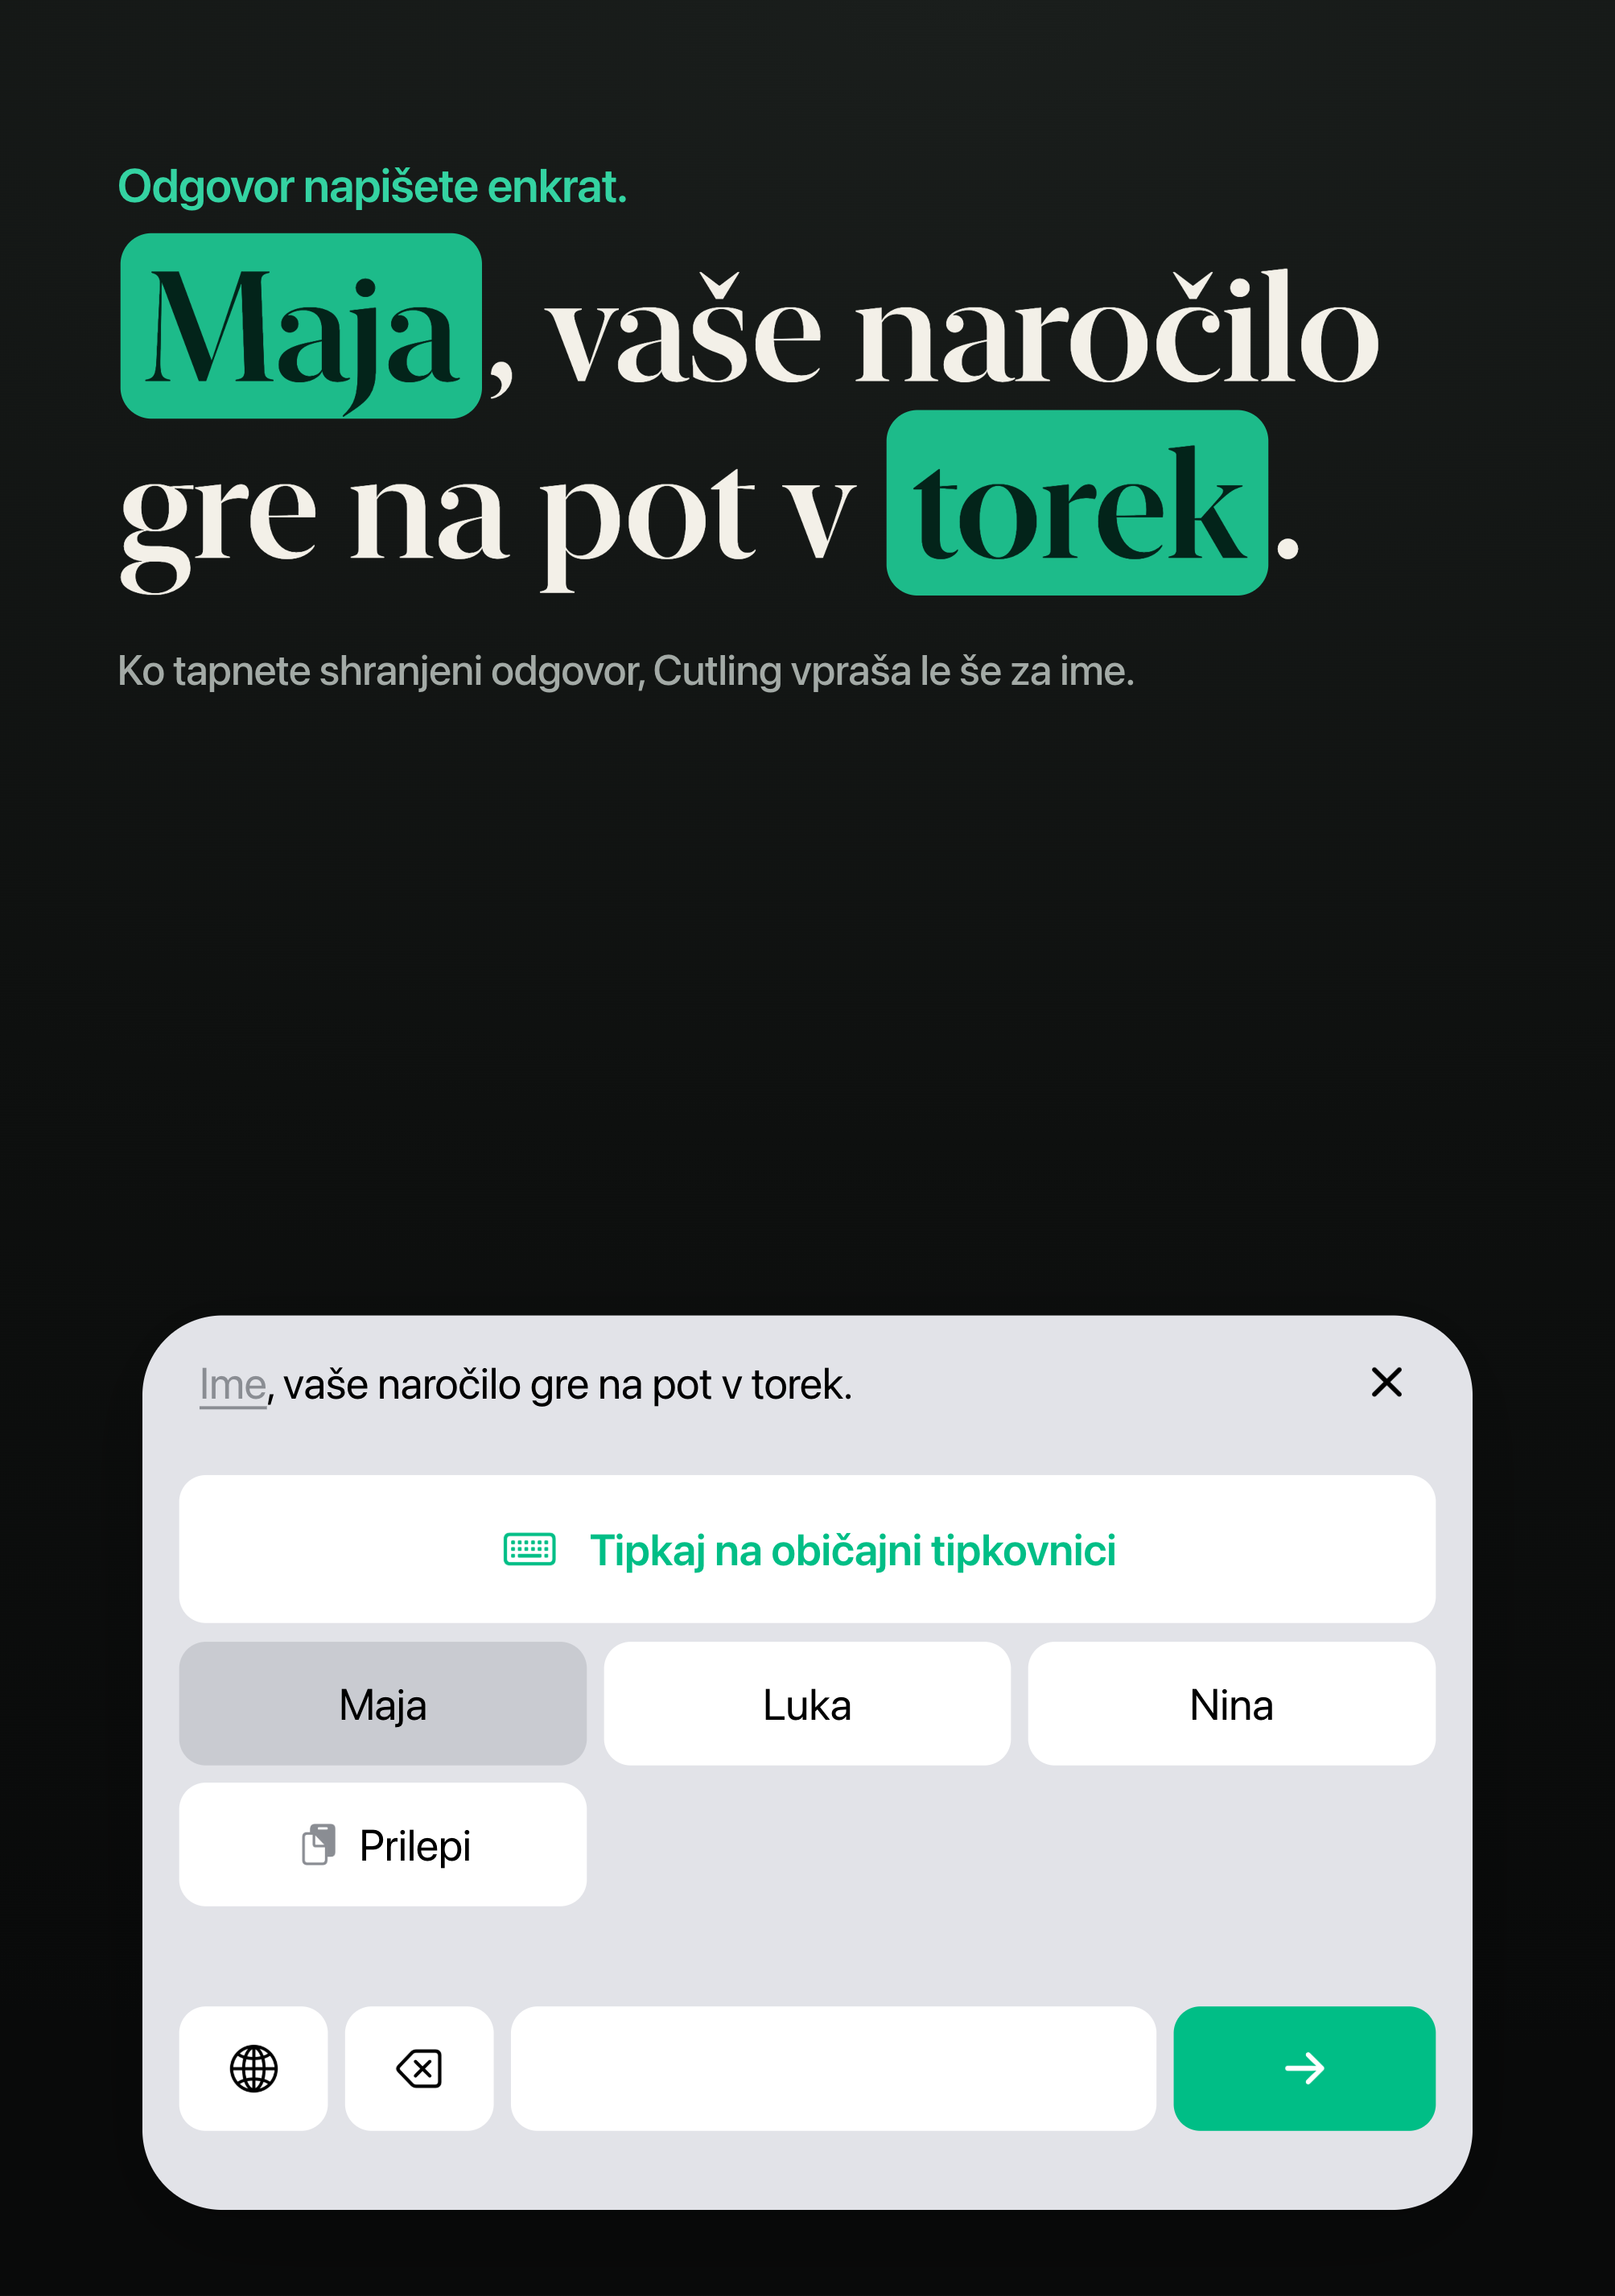 Odgovor napišete enkrat.
Maja, vaše naročilo
gre na pot v torek.
Ko tapnete shranjeni odgovor, Cutling vpraša le še za ime.
Ime, vaše naročilo gre na pot v torek.
Tipkaj na običajni tipkovnici
Maja
Luka
Nina
Prilepi